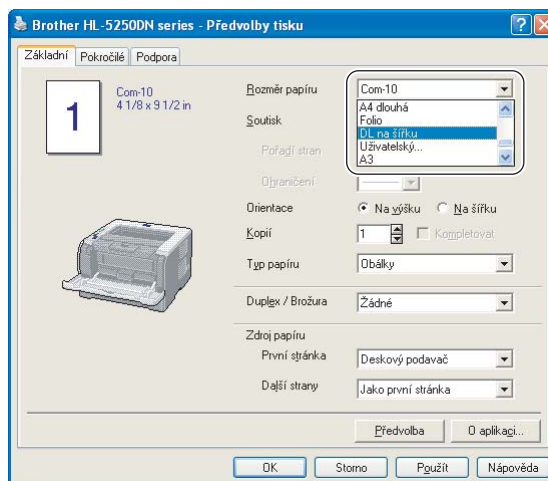 Brother HL-5250DN series - Předvolby tisku
Základní Pokročilé Podpora
1
Com-10
4 1/8 x 9 1/2 in
Rozměr papíru Com-10
A4 dlouhá
Folio
DL na šířku
Uživatelský...
A3
Soutisk
Pořadí stran
Ohraničení
Orientace Na výšku Na šířku
Kopií 1 Kompletovat
Typ papíru Obálky
Duplex / Brožura Žádné
Zdroj papíru
První stránka Deskový podavač
Další strany Jako první stránka
Předvolba O aplikaci...
OK Storno Použít Nápověda